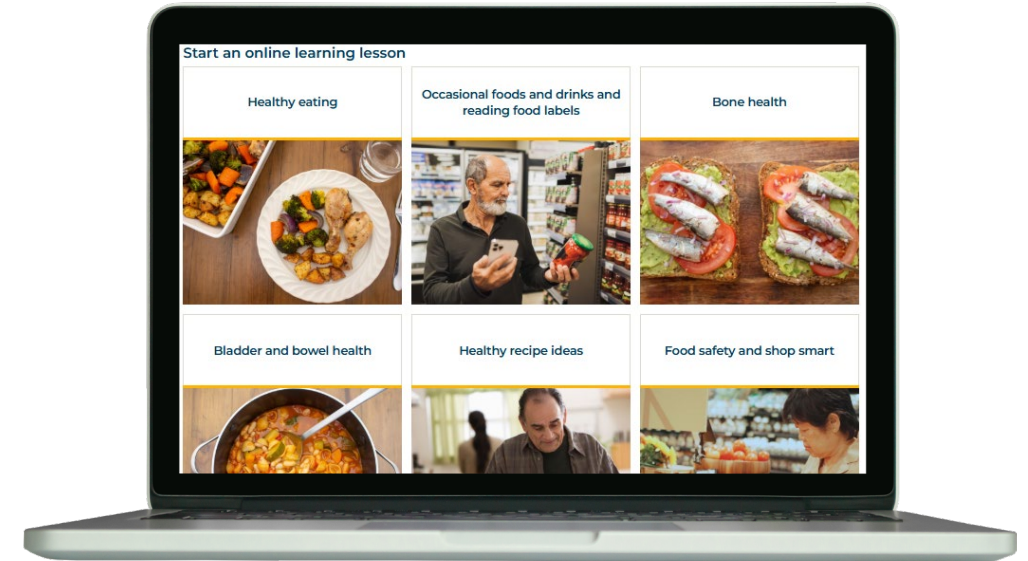 Start an online learning lesson
Healthy eating
Occasional foods and drinks and
reading food labels
Bone health
Bladder and bowel health
Healthy recipe ideas
Food safety and shop smart